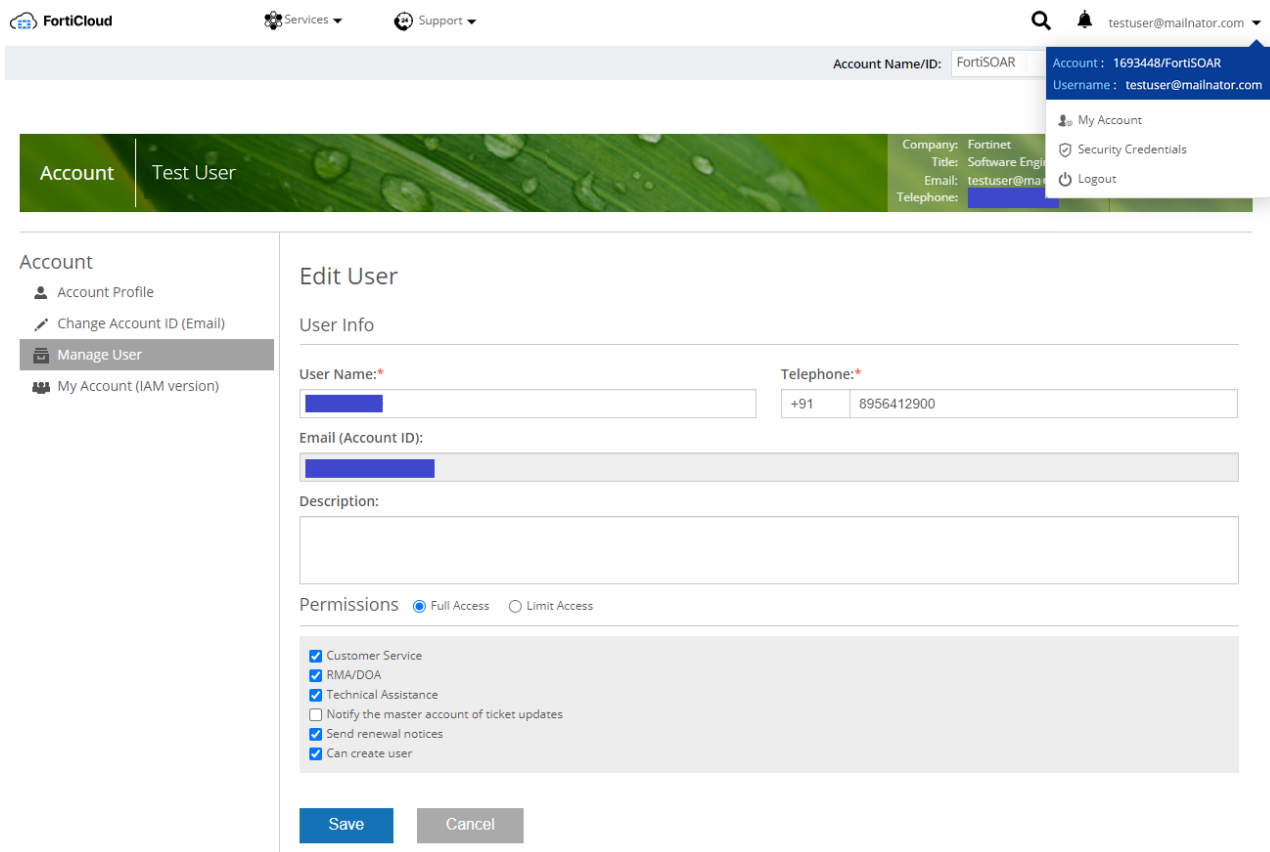 FortiCloud Services Support testuser@mailnator.com
Account Name/ID: FortiSOAR
Account : 1693448/FortiSOAR
Username : testuser@mailnator.com
My Account
Security Credentials
Logout
Account Test User
Company: Fortinet
Title: Software Engi
Email: testuser@ma
Telephone:
Account
Account Profile
Change Account ID (Email)
Manage User
My Account (IAM version)
Edit User
User Info
User Name:* Telephone:*
+91 8956412900
Email (Account ID):
Description:
Permissions Full Access Limit Access
Customer Service
RMA/DOA
Technical Assistance
Notify the master account of ticket updates
Send renewal notices
Can create user
Save Cancel